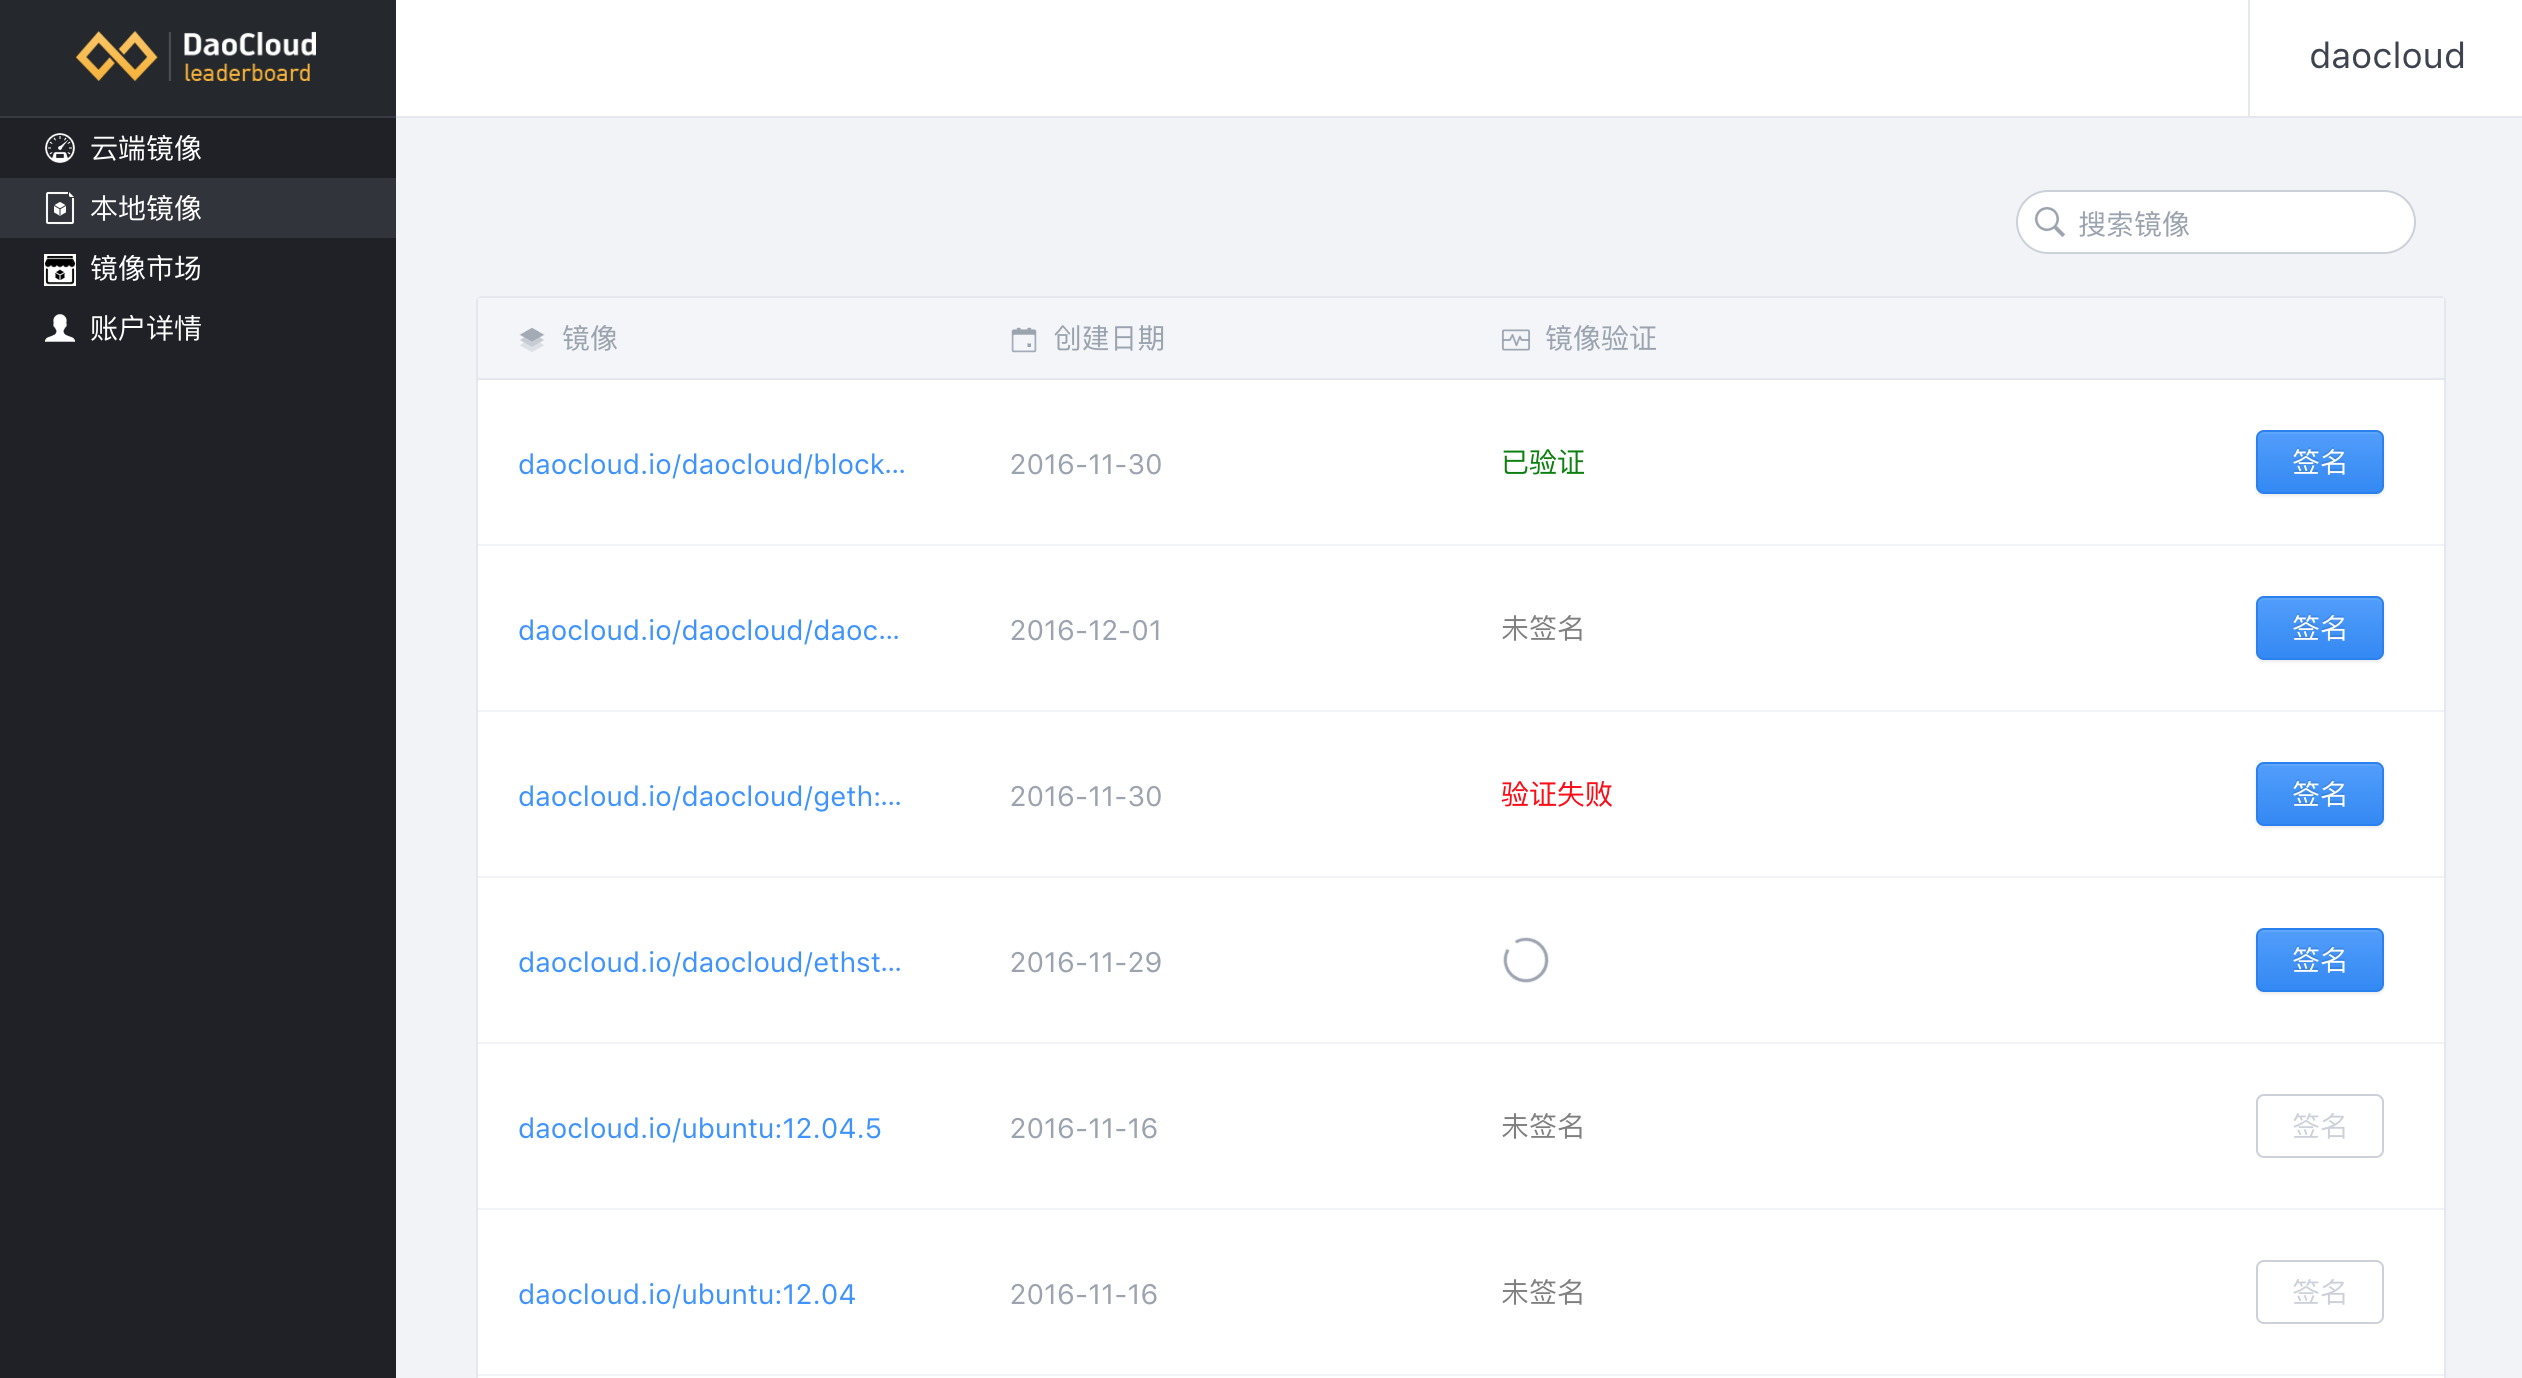 DaoCloud
leaderboard
daocloud
云端镜像
本地镜像
镜像市场
账户详情
搜索镜像
镜像 创建日期 镜像验证
daocloud.io/daocloud/block... 2016-11-30 已验证 签名
daocloud.io/daocloud/daoc... 2016-12-01 未签名 签名
daocloud.io/daocloud/geth:... 2016-11-30 验证失败 签名
daocloud.io/daocloud/ethst... 2016-11-29 签名
daocloud.io/ubuntu:12.04.5 2016-11-16 未签名 签名
daocloud.io/ubuntu:12.04 2016-11-16 未签名 签名